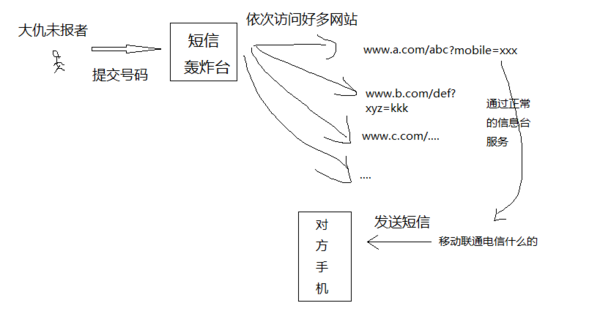 大仇未报者
提交号码
短信
轰炸台
依次访问好多网站
www.a.com/abc?mobile=xxx
www.b.com/def?
xyz=kkk
www.c.com/....
....
通过正常
的信息台
服务
移动联通电信什么的
发送短信
对
方
手
机